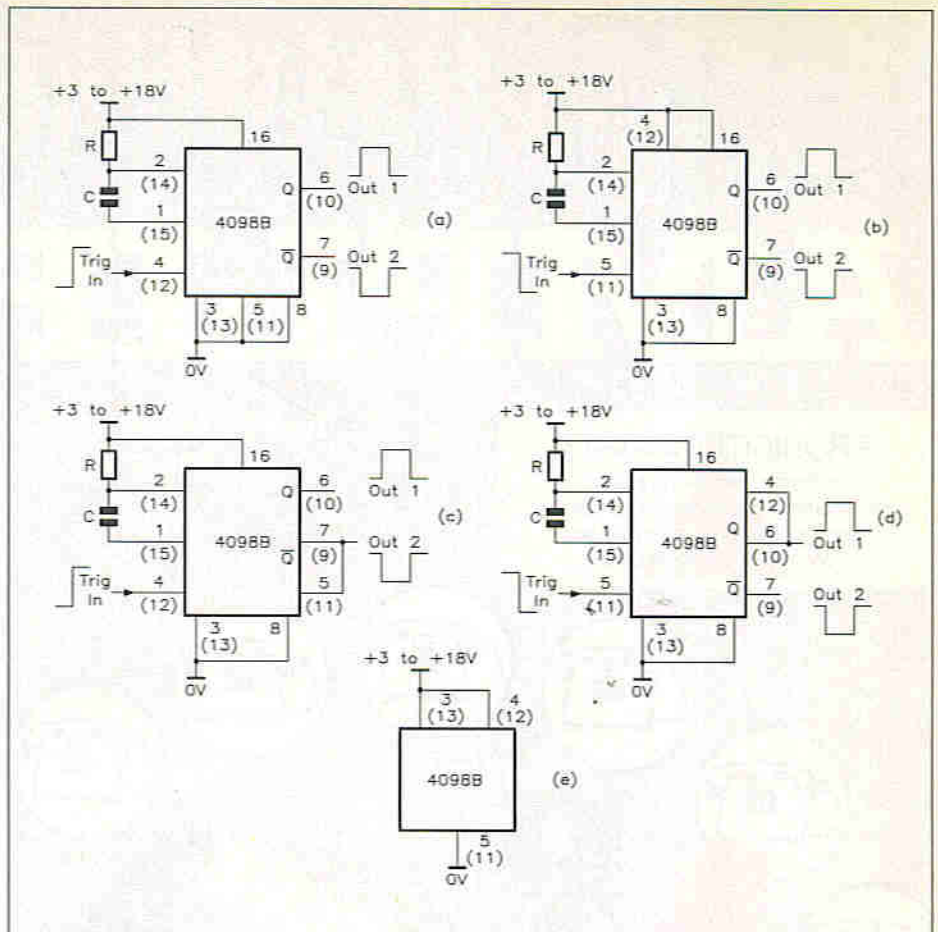 +3 to +18V
16
R
2
(14)
C
1
(15)
Trig
In
4
(12)
4098B
Q
6
(10)
Out 1
Q̅
7
(9)
Out 2
3
(13)
5
(11)
8
0V
(a)
+3 to +18V
4
(12)
16
R
2
(14)
C
1
(15)
Trig
In
5
(11)
4098B
Q
6
(10)
Out 1
Q̅
7
(9)
Out 2
3
(13)
8
0V
(b)
+3 to +18V
16
R
2
(14)
C
1
(15)
Trig
In
4
(12)
4098B
Q
6
(10)
Out 1
Q̅
7
(9)
Out 2
5
(11)
3
(13)
8
0V
(c)
+3 to +18V
16
R
2
(14)
C
1
(15)
Trig
In
5
(11)
4098B
4
(12)
Q
6
(10)
Out 1
Q̅
7
(9)
Out 2
3
(13)
8
0V
(d)
+3 to +18V
3
(13)
4
(12)
4098B
5
(11)
0V
(e)